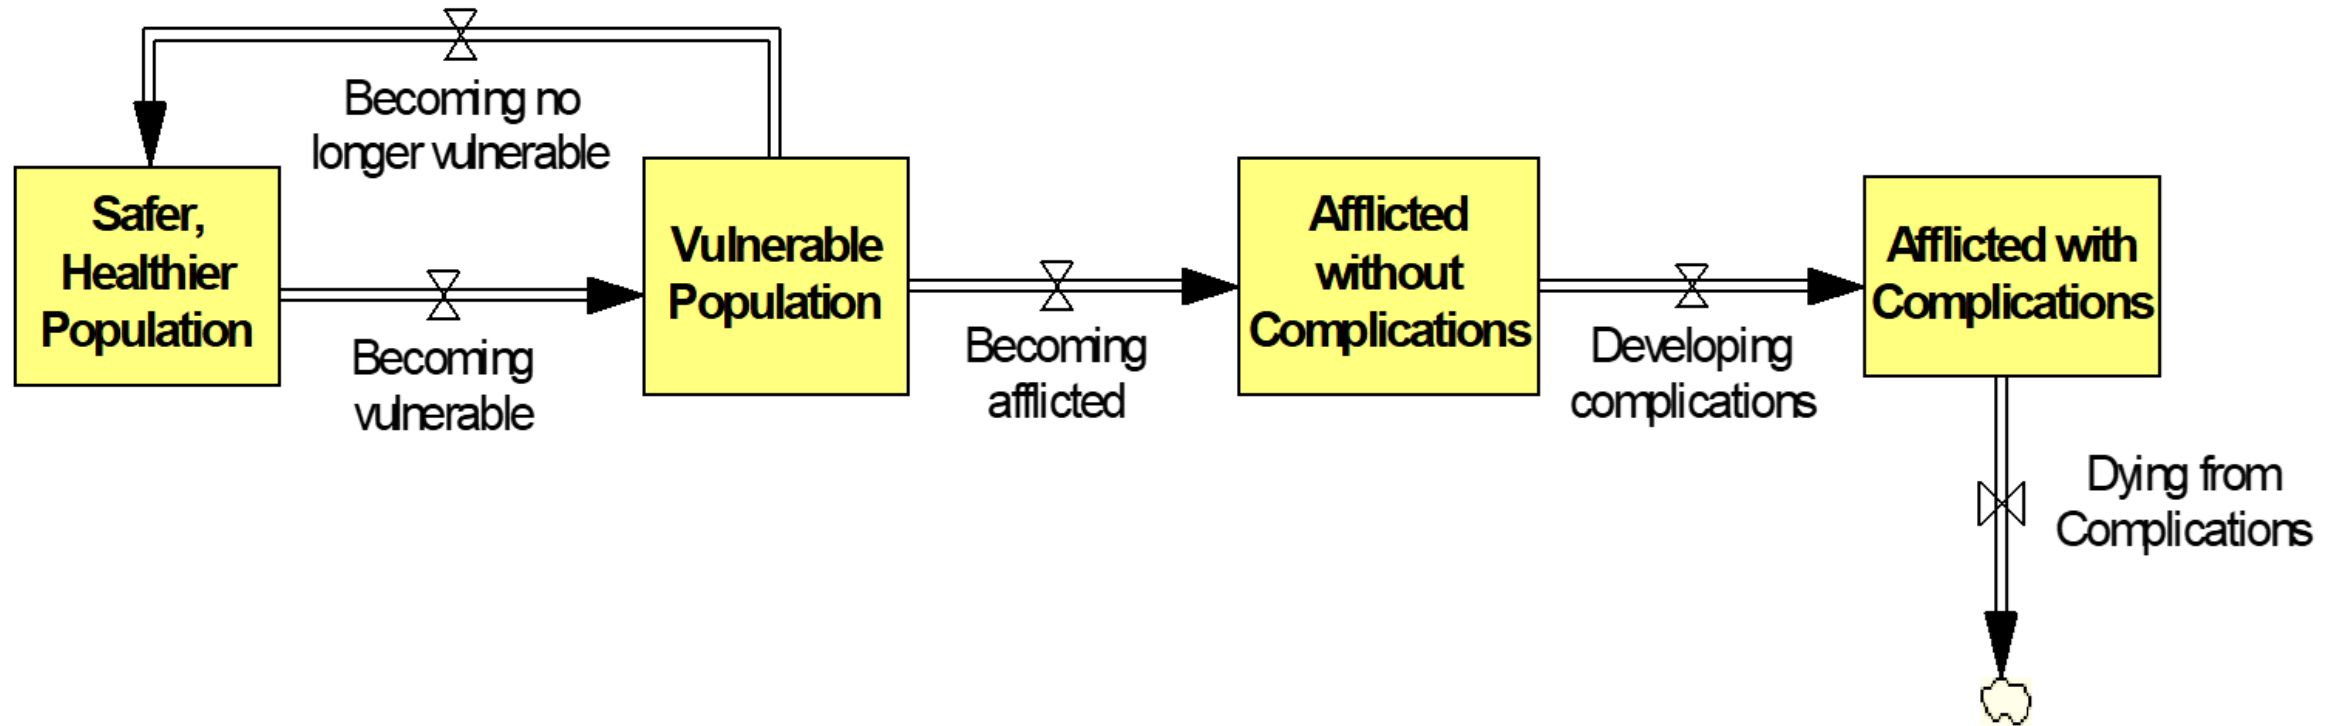 Becoming no
longer vulnerable
Safer,
Healthier
Population
Becoming
vulnerable
Vulnerable
Population
Becoming
afflicted
Afflicted
without
Complications
Developing
complications
Afflicted with
Complications
Dying from
Complications